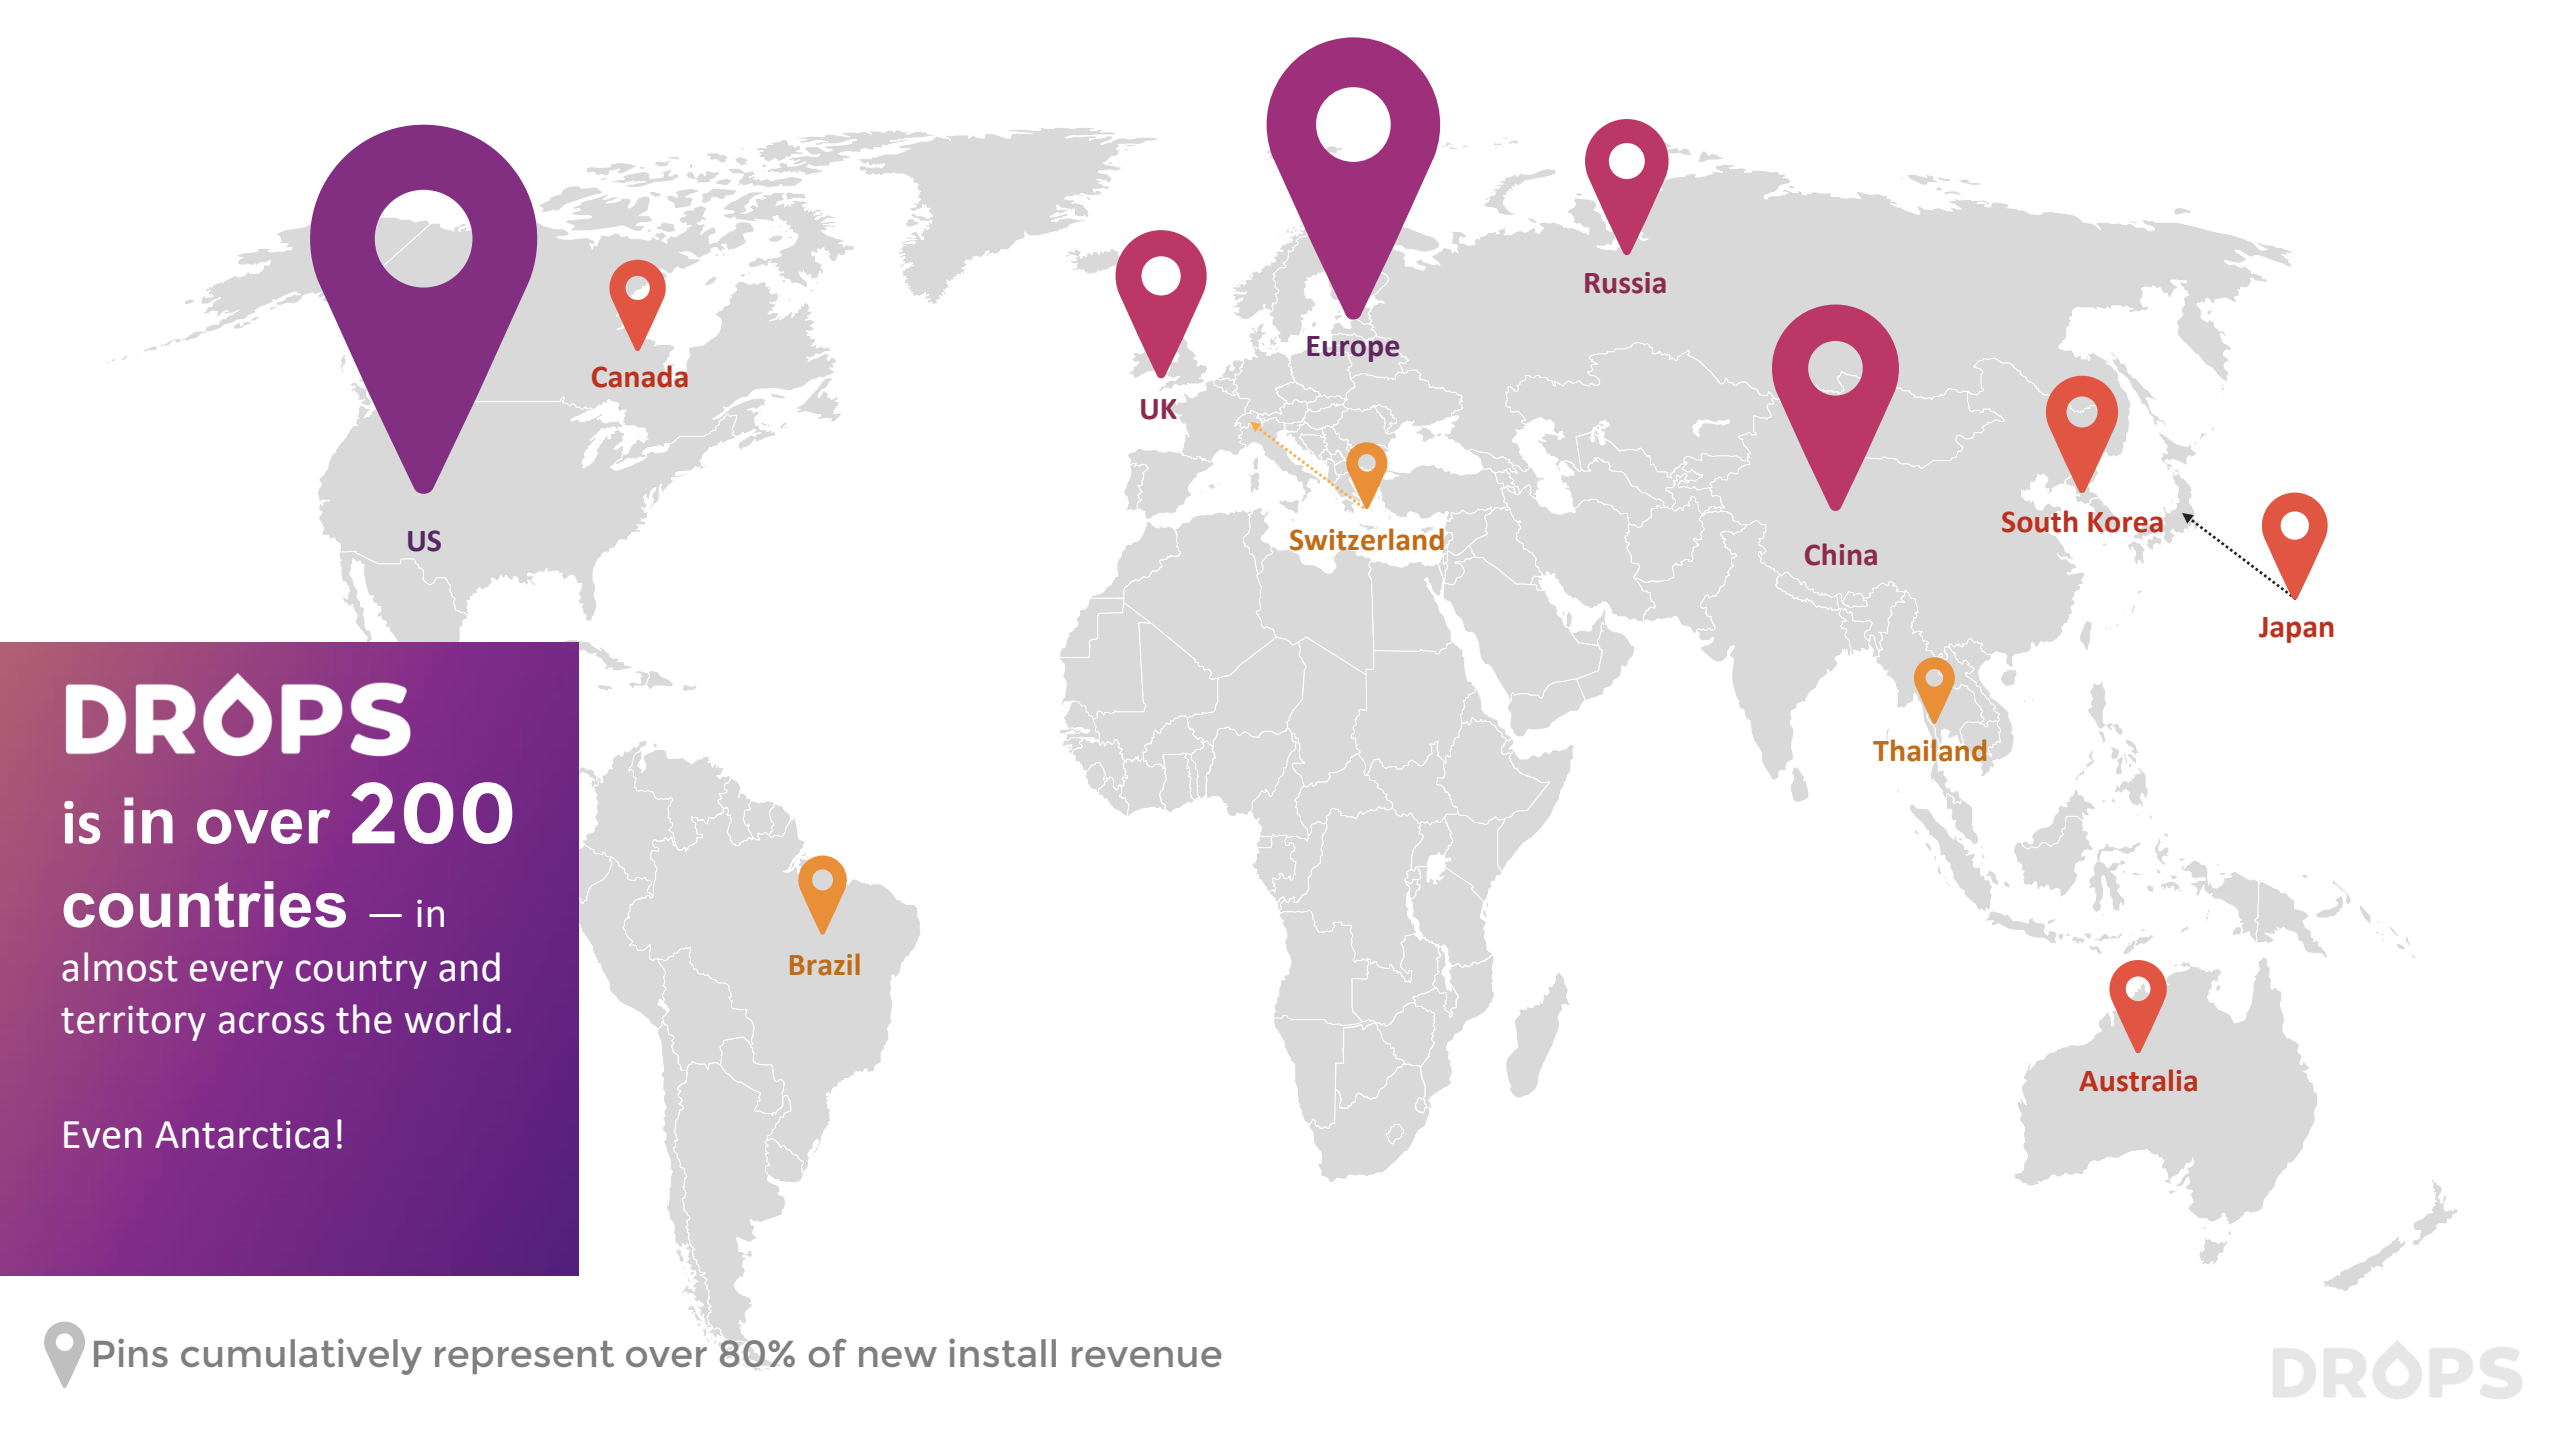 US
Canada
UK
Europe
Russia
Switzerland
China
South Korea
Japan
Thailand
Brazil
Australia
DROPS
is in over 200
countries — in
almost every country and
territory across the world.
Even Antarctica!
Pins cumulatively represent over 80% of new install revenue
DROPS